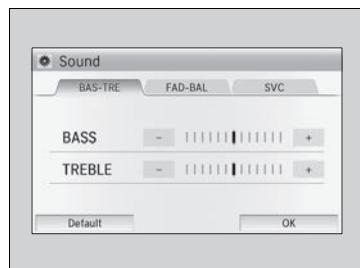 Sound
BAS-TRE FAD-BAL SVC
BASS - +
TREBLE - +
Default OK